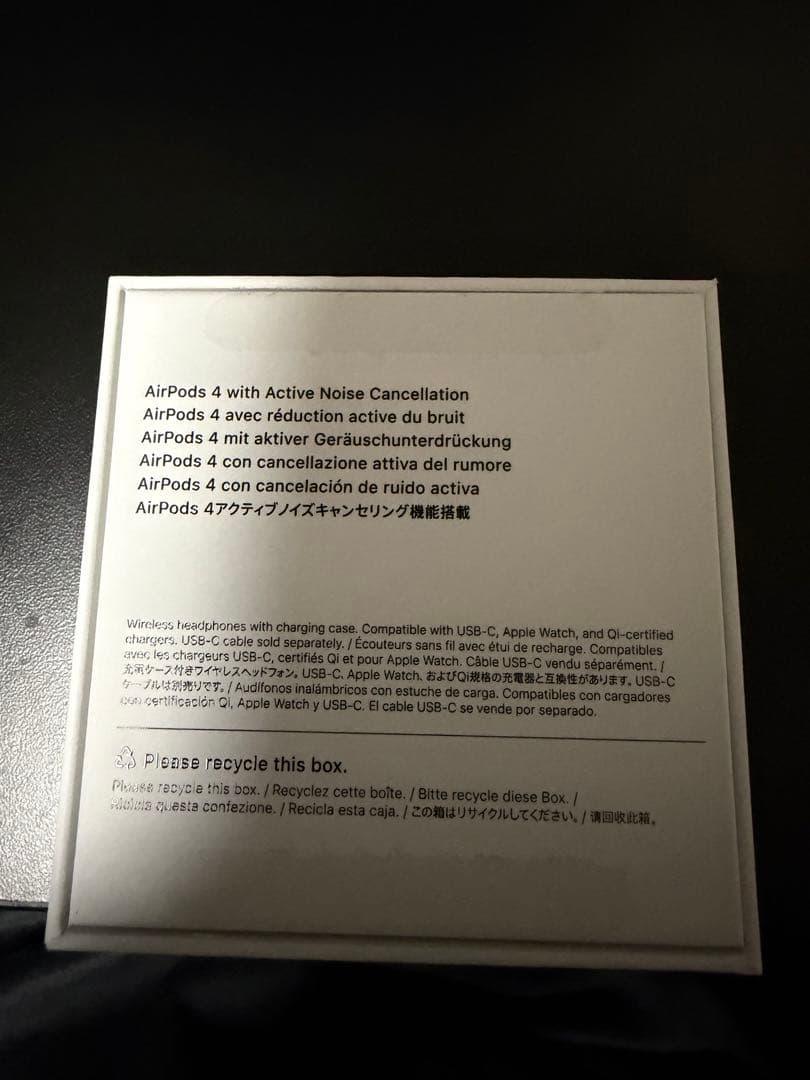 AirPods 4 with Active Noise Cancellation
AirPods 4 avec réduction active du bruit
AirPods 4 mit aktiver Geräuschunterdrückung
AirPods 4 con cancellazione attiva del rumore
AirPods 4 con cancelación de ruido activa
AirPods 4アクティブノイズキャンセリング機能搭載
Wireless headphones with charging case. Compatible with USB-C, Apple Watch, and Qi-certified
chargers. USB-C cable sold separately. / Écouteurs sans fil avec étui de recharge. Compatibles
avec les chargeurs USB-C, certifiés Qi et pour Apple Watch. Câble USB-C vendu séparément. /
充電ケース付きワイヤレスヘッドフォン。USB-C、Apple Watch、およびQi規格の充電器と互換性があります。USB-C
ケーブルは別売りです。/ Audífonos inalámbricos con estuche de carga. Compatibles con cargadores
con certificación Qi, Apple Watch y USB-C. El cable USB-C se vende por separado.
Please recycle this box.
Please recycle this box. / Recyclez cette boîte. / Bitte recycle diese Box. /
Ricicla questa confezione. / Recicla esta caja. / この箱はリサイクルしてください。/ 请回收此箱。